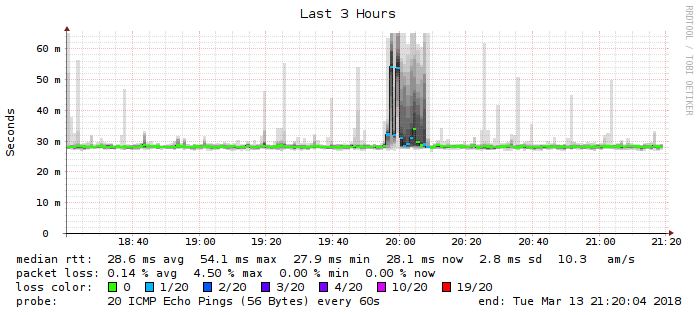 Last 3 Hours
RRDTOOL / TOBI OETIKER
Seconds
60 m
50 m
40 m
30 m
20 m
10 m
0
18:40 19:00 19:20 19:40 20:00 20:20 20:40 21:00 21:20
median rtt: 28.6 ms avg 54.1 ms max 27.9 ms min 28.1 ms now 2.8 ms sd 10.3 am/s
packet loss: 0.14 % avg 4.50 % max 0.00 % min 0.00 % now
loss color: 0 1/20 2/20 3/20 4/20 10/20 19/20
probe: 20 ICMP Echo Pings (56 Bytes) every 60s end: Tue Mar 13 21:20:04 2018